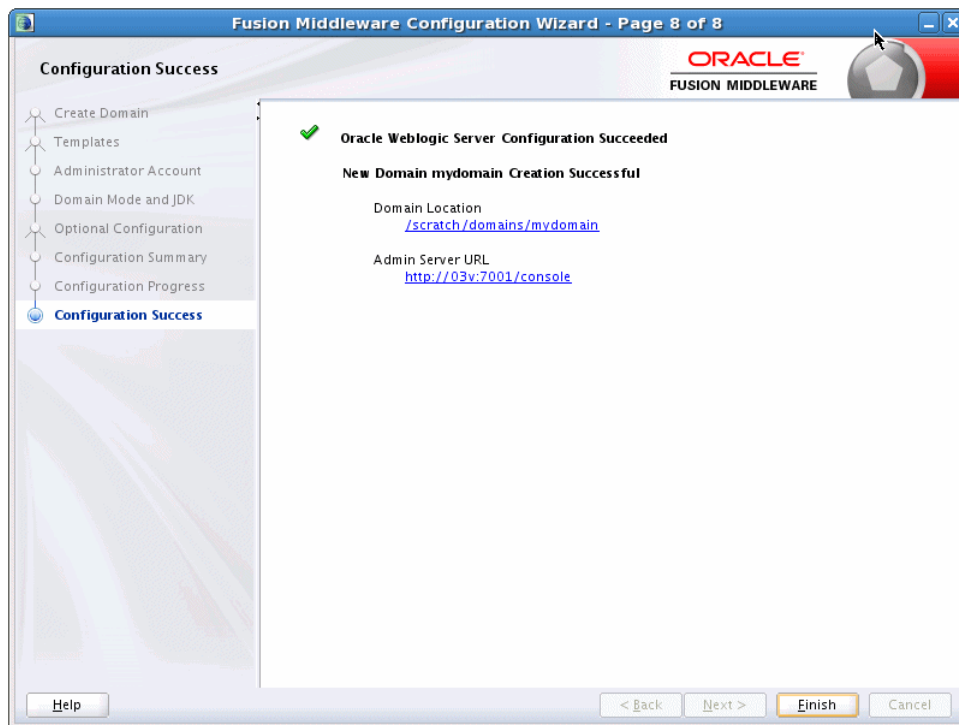 Fusion Middleware Configuration Wizard - Page 8 of 8
Configuration Success
ORACLE
FUSION MIDDLEWARE
Create Domain
Templates
Administrator Account
Domain Mode and JDK
Optional Configuration
Configuration Summary
Configuration Progress
Configuration Success
Oracle Weblogic Server Configuration Succeeded
New Domain mydomain Creation Successful
Domain Location
/scratch/domains/mydomain
Admin Server URL
http://03v:7001/console
Help
< Back
Next >
Finish
Cancel